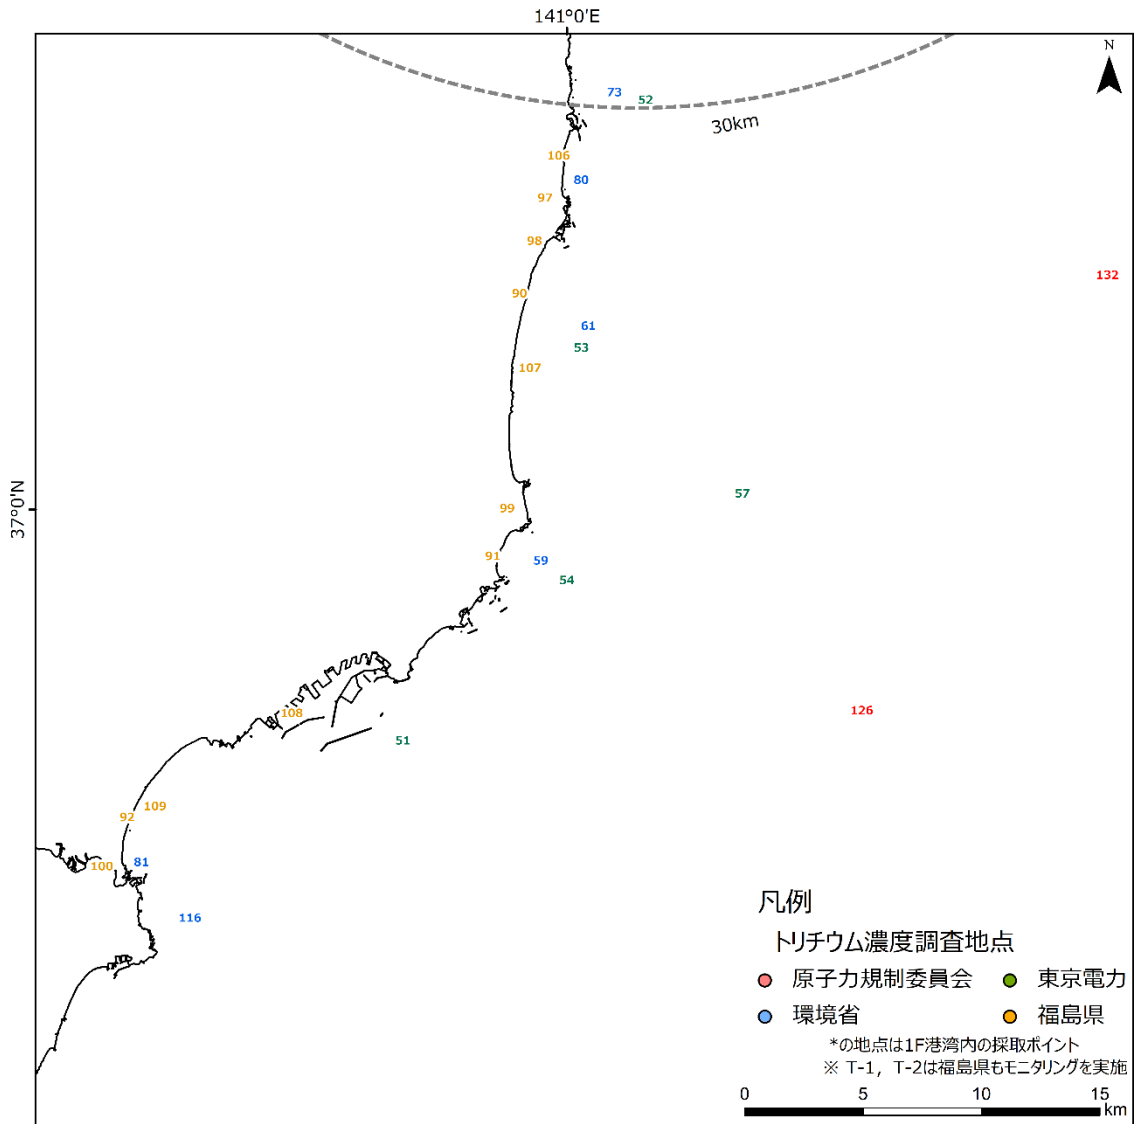 141°0'E
N
73
52
30km
106
80
97
98
132
90
61
53
107
57
99
37°0'N
91
59
54
126
108
51
109
92
81
100
116
凡例
トリチウム濃度調査地点
原子力規制委員会
東京電力
環境省
福島県
*の地点は1F港湾内の採取ポイント
※ T-1, T-2は福島県もモニタリングを実施
0 5 10 15
km